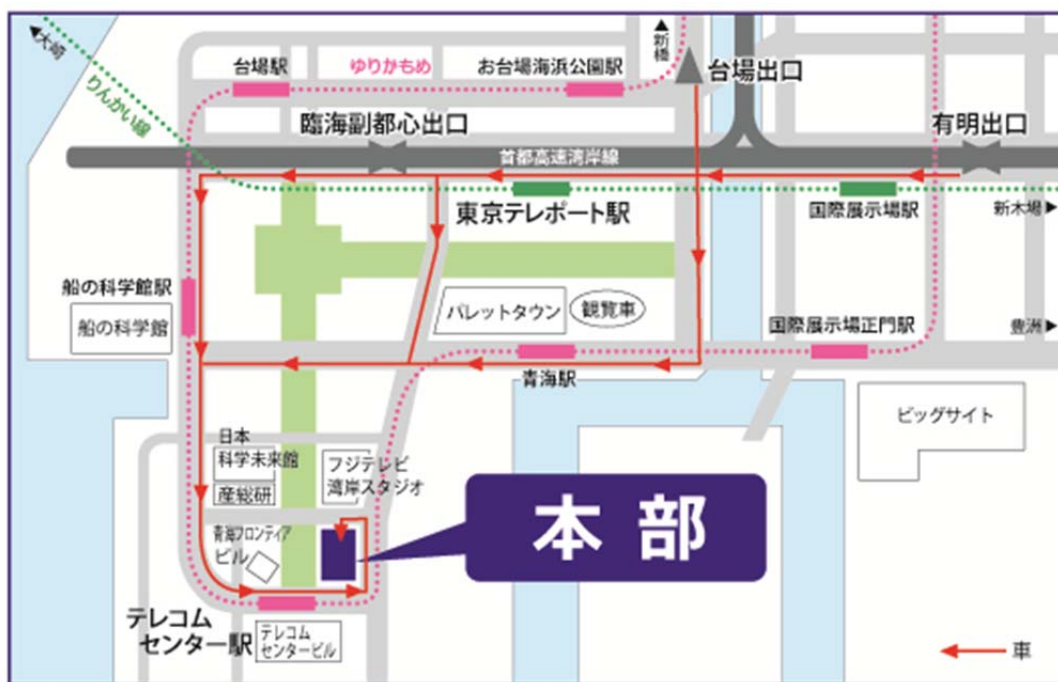 ▲大崎
りんかい線
台場駅
ゆりかもめ
お台場海浜公園駅
▲新橋
台場出口
臨海副都心出口
有明出口
首都高速湾岸線
東京テレポート駅
国際展示場駅
新木場▶
船の科学館駅
船の科学館
パレットタウン
観覧車
国際展示場正門駅
豊洲▶
青海駅
ビッグサイト
日本
科学未来館
産総研
フジテレビ
湾岸スタジオ
青海フロンティア
ビル
本部
テレコム
センター駅
テレコム
センタービル
車